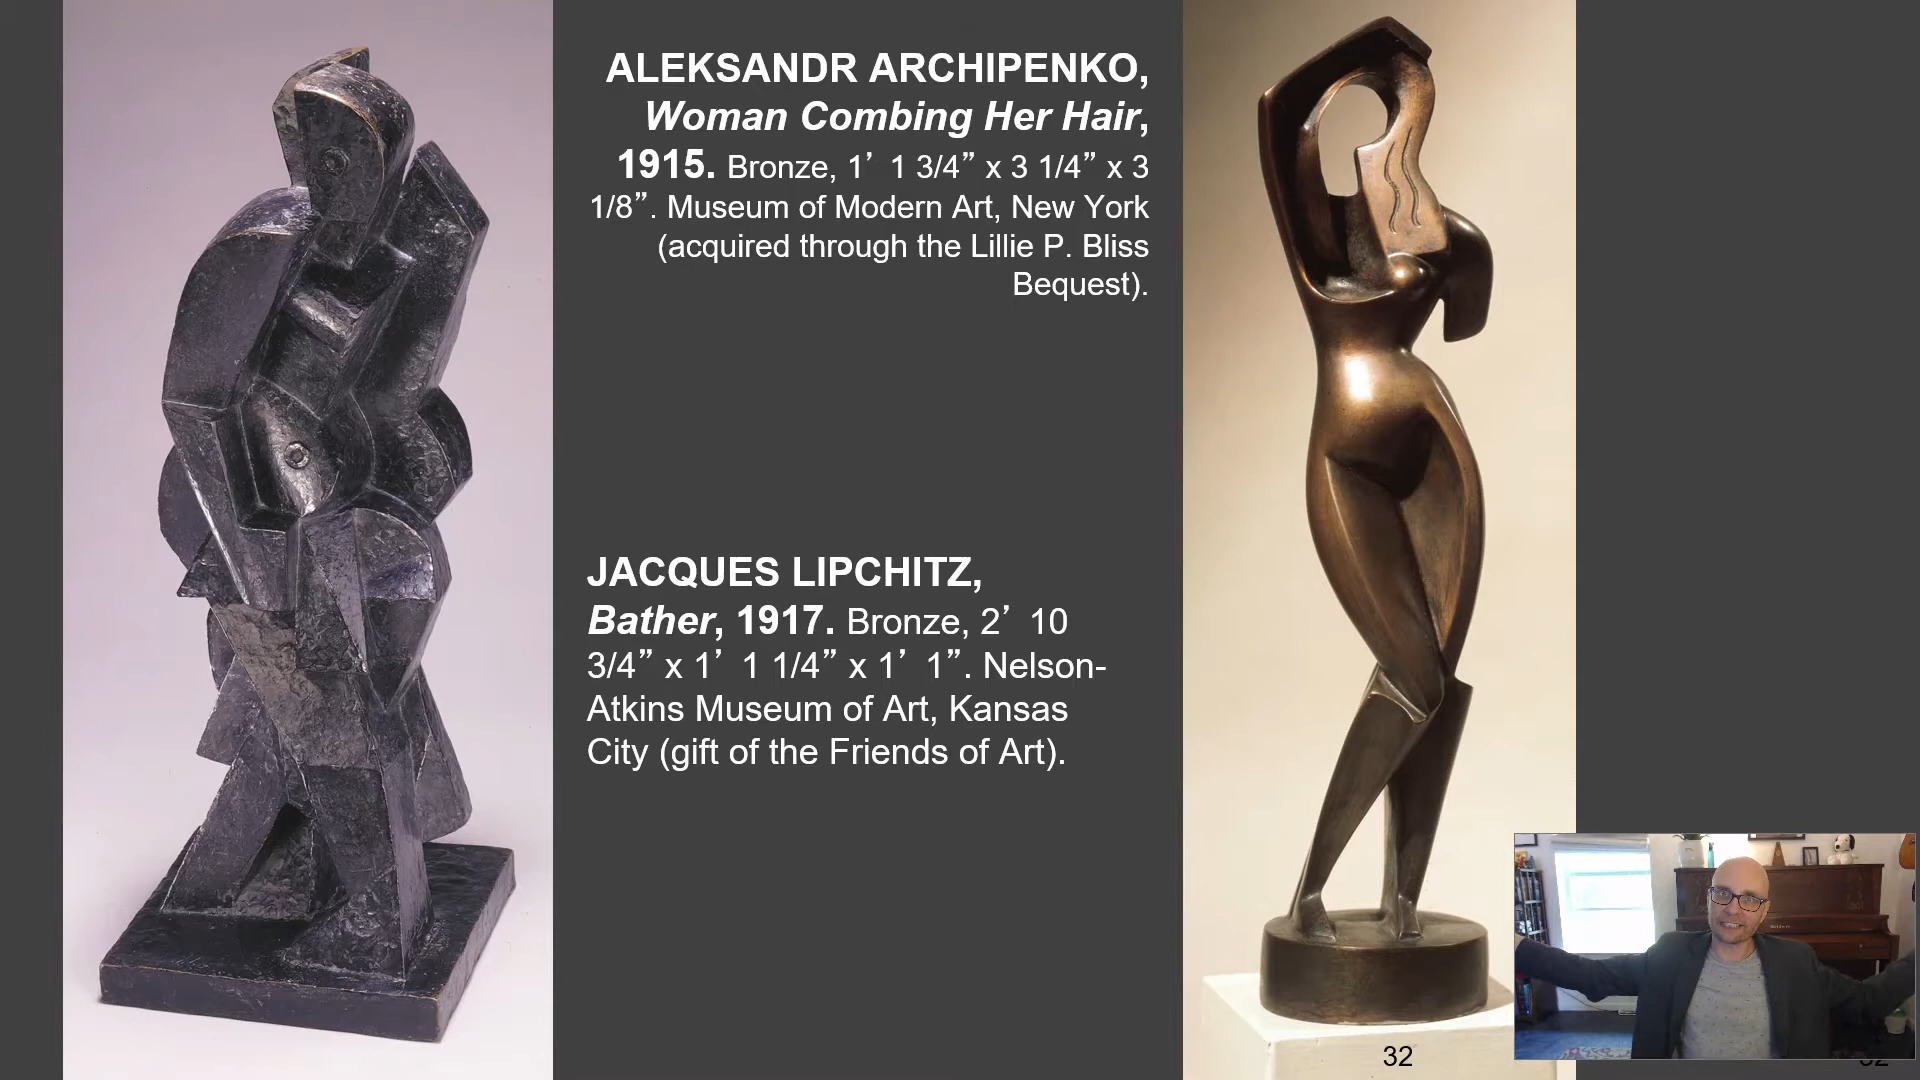 ALEKSANDR ARCHIPENKO,
Woman Combing Her Hair,
1915. Bronze, 1’ 1 3/4” x 3 1/4” x 3
1/8”. Museum of Modern Art, New York
(acquired through the Lillie P. Bliss
Bequest).
JACQUES LIPCHITZ,
Bather, 1917. Bronze, 2’ 10
3/4” x 1’ 1 1/4” x 1’ 1”. Nelson-
Atkins Museum of Art, Kansas
City (gift of the Friends of Art).
32